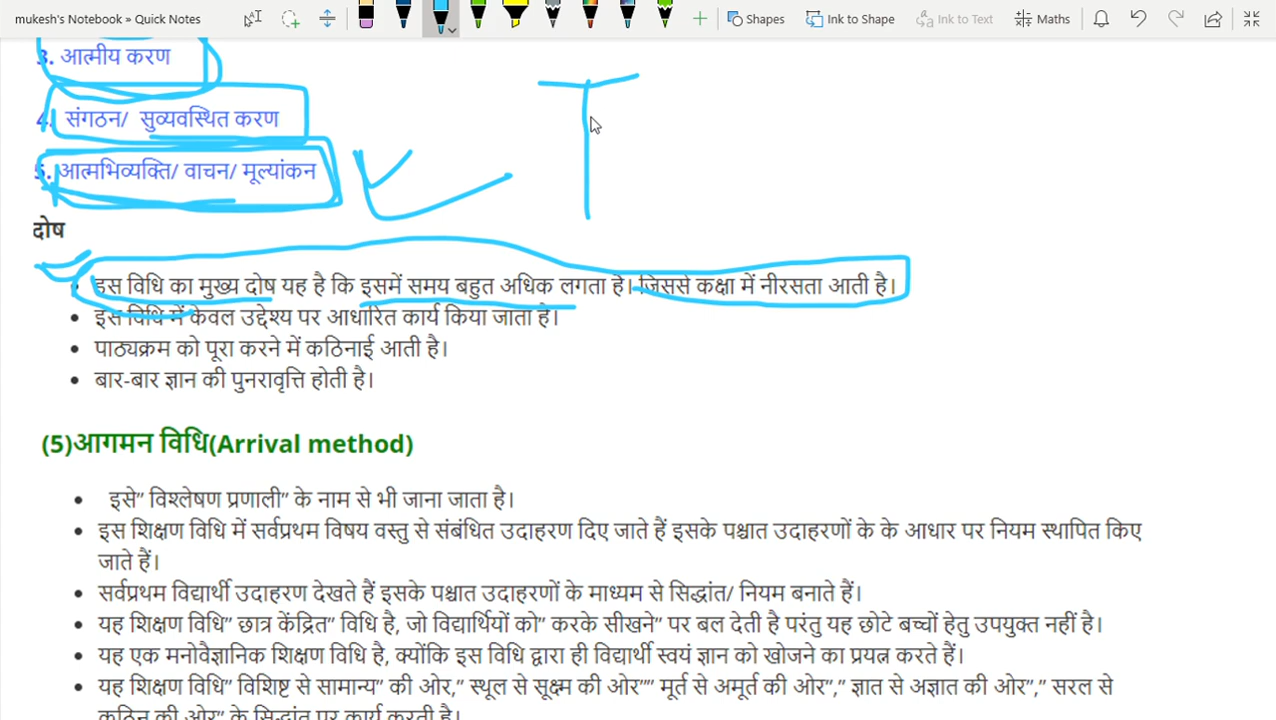 mukesh's Notebook » Quick Notes Shapes Ink to Shape Ink to Text Maths
3. आत्मीय करण
4. संगठन/ सुव्यवस्थित करण
5. आत्मभिव्यक्ति/ वाचन/ मूल्यांकन
T
दोष
• इस विधि का मुख्य दोष यह है कि इसमें समय बहुत अधिक लगता है। जिससे कक्षा में नीरसता आती है।
• इस विधि में केवल उद्देश्य पर आधारित कार्य किया जाता है।
• पाठ्यक्रम को पूरा करने में कठिनाई आती है।
• बार-बार ज्ञान की पुनरावृत्ति होती है।
(5)आगमन विधि(Arrival method)
• इसे” विश्लेषण प्रणाली” के नाम से भी जाना जाता है।
• इस शिक्षण विधि में सर्वप्रथम विषय वस्तु से संबंधित उदाहरण दिए जाते हैं इसके पश्चात उदाहरणों के के आधार पर नियम स्थापित किए
जाते हैं।
• सर्वप्रथम विद्यार्थी उदाहरण देखते हैं इसके पश्चात उदाहरणों के माध्यम से सिद्धांत/ नियम बनाते हैं।
• यह शिक्षण विधि” छात्र केंद्रित” विधि है, जो विद्यार्थियों को” करके सीखने” पर बल देती है परंतु यह छोटे बच्चों हेतु उपयुक्त नहीं है।
• यह एक मनोवैज्ञानिक शिक्षण विधि है, क्योंकि इस विधि द्वारा ही विद्यार्थी स्वयं ज्ञान को खोजने का प्रयत्न करते हैं।
• यह शिक्षण विधि” विशिष्ट से सामान्य” की ओर,” स्थूल से सूक्ष्म की ओर”” मूर्त से अमूर्त की ओर”,” ज्ञात से अज्ञात की ओर”,” सरल से
कठिन की ओर” के सिद्धांत पर कार्य करती है।